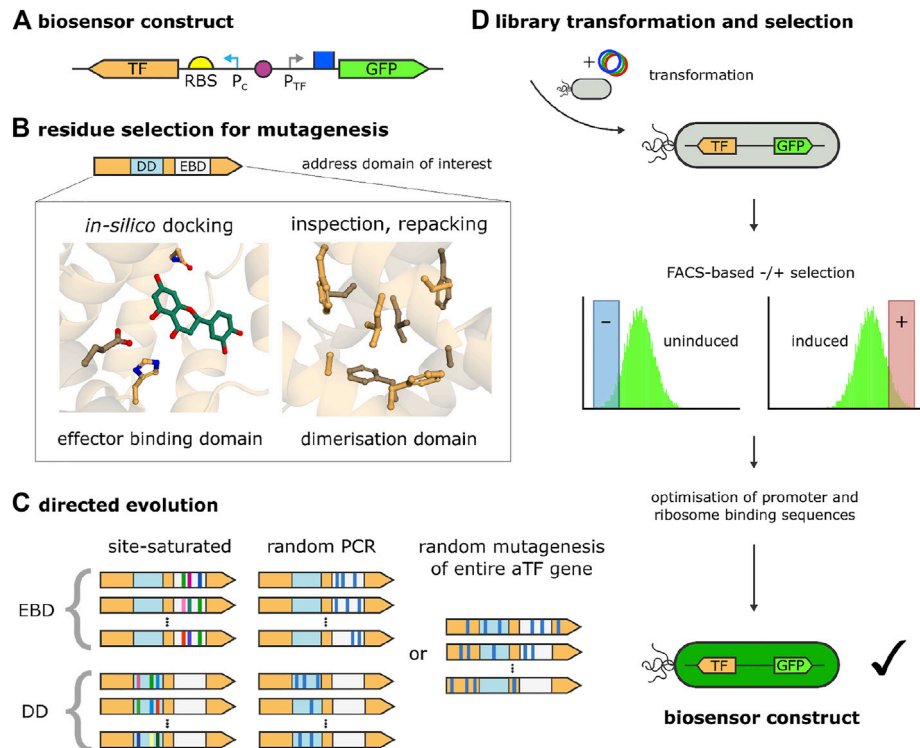 A biosensor construct
TF
RBS
Pc
PTF
GFP
B residue selection for mutagenesis
DD
EBD
address domain of interest
in-silico docking
inspection, repacking
effector binding domain
dimerisation domain
C directed evolution
site-saturated
random PCR
random mutagenesis
of entire aTF gene
EBD
DD
or
D library transformation and selection
+
transformation
TF
GFP
FACS-based -/+ selection
−
uninduced
induced
+
optimisation of promoter and
ribosome binding sequences
TF
GFP
biosensor construct